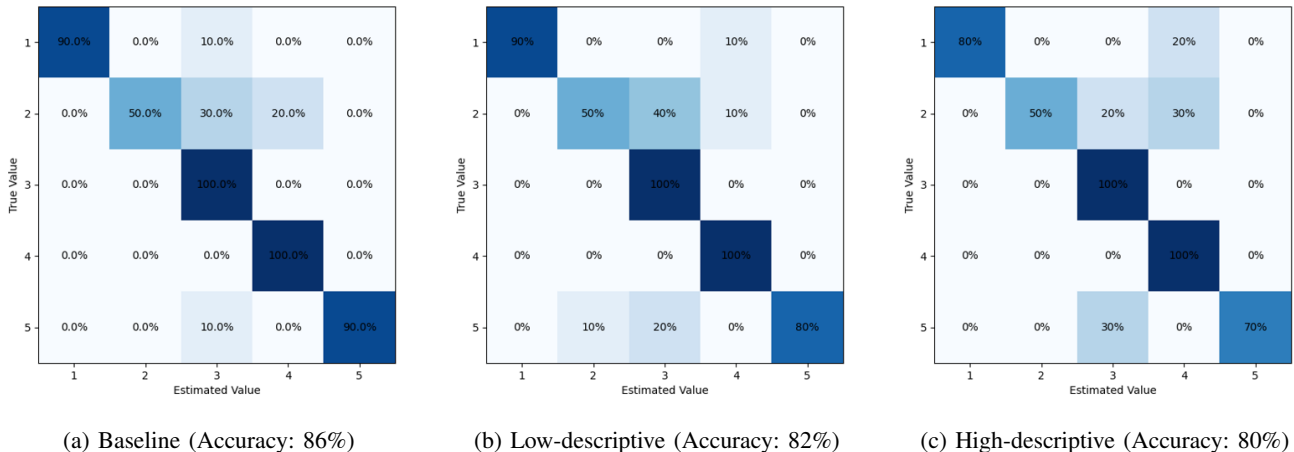 1 90.0% 0.0% 10.0% 0.0% 0.0%
2 0.0% 50.0% 30.0% 20.0% 0.0%
3 0.0% 0.0% 100.0% 0.0% 0.0%
4 0.0% 0.0% 0.0% 100.0% 0.0%
5 0.0% 0.0% 10.0% 0.0% 90.0%
True Value
1 2 3 4 5
Estimated Value
(a) Baseline (Accuracy: 86%)
1 90% 0% 0% 10% 0%
2 0% 50% 40% 10% 0%
3 0% 0% 100% 0% 0%
4 0% 0% 0% 100% 0%
5 0% 10% 20% 0% 80%
True Value
1 2 3 4 5
Estimated Value
(b) Low-descriptive (Accuracy: 82%)
1 80% 0% 0% 20% 0%
2 0% 50% 20% 30% 0%
3 0% 0% 100% 0% 0%
4 0% 0% 0% 100% 0%
5 0% 0% 30% 0% 70%
True Value
1 2 3 4 5
Estimated Value
(c) High-descriptive (Accuracy: 80%)